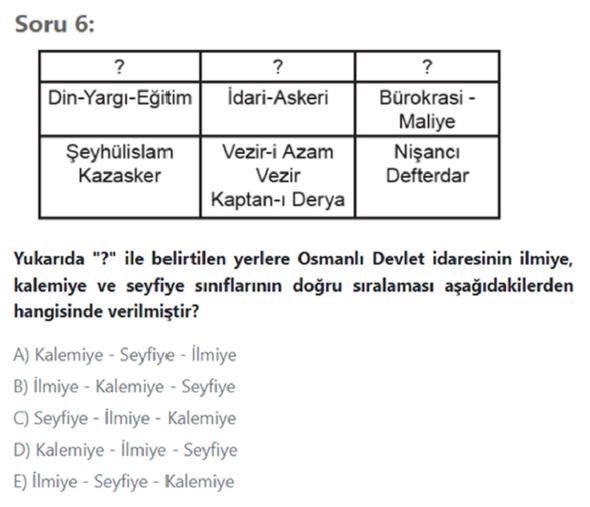 Soru 6:
? ? ?
Din-Yargı-Eğitim İdari-Askeri Bürokrasi -
Maliye
Şeyhülislam Vezir-i Azam Nişancı
Kazasker Vezir Defterdar
Kaptan-ı Derya
Yukarıda "?" ile belirtilen yerlere Osmanlı Devlet idaresinin ilmiye,
kalemiye ve seyfiye sınıflarının doğru sıralaması aşağıdakilerden
hangisinde verilmiştir?
A) Kalemiye - Seyfiye - İlmiye
B) İlmiye - Kalemiye - Seyfiye
C) Seyfiye - İlmiye - Kalemiye
D) Kalemiye - İlmiye - Seyfiye
E) İlmiye - Seyfiye - Kalemiye